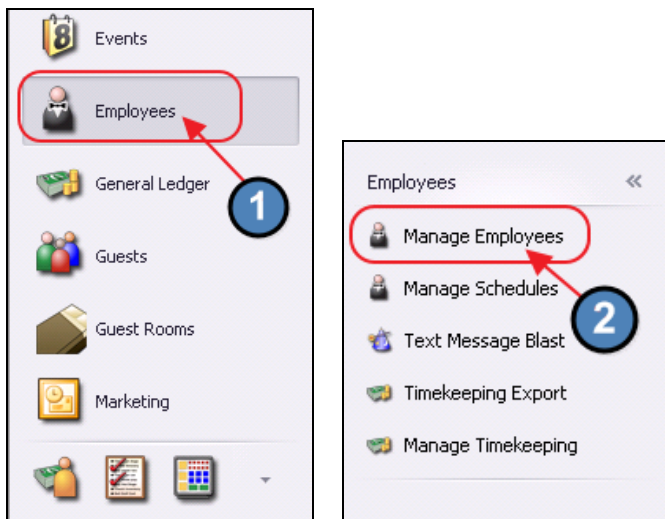 8
Events
Employees
General Ledger
1
Guests
Guest Rooms
Marketing
Employees
Manage Employees
Manage Schedules
2
Text Message Blast
Timekeeping Export
Manage Timekeeping